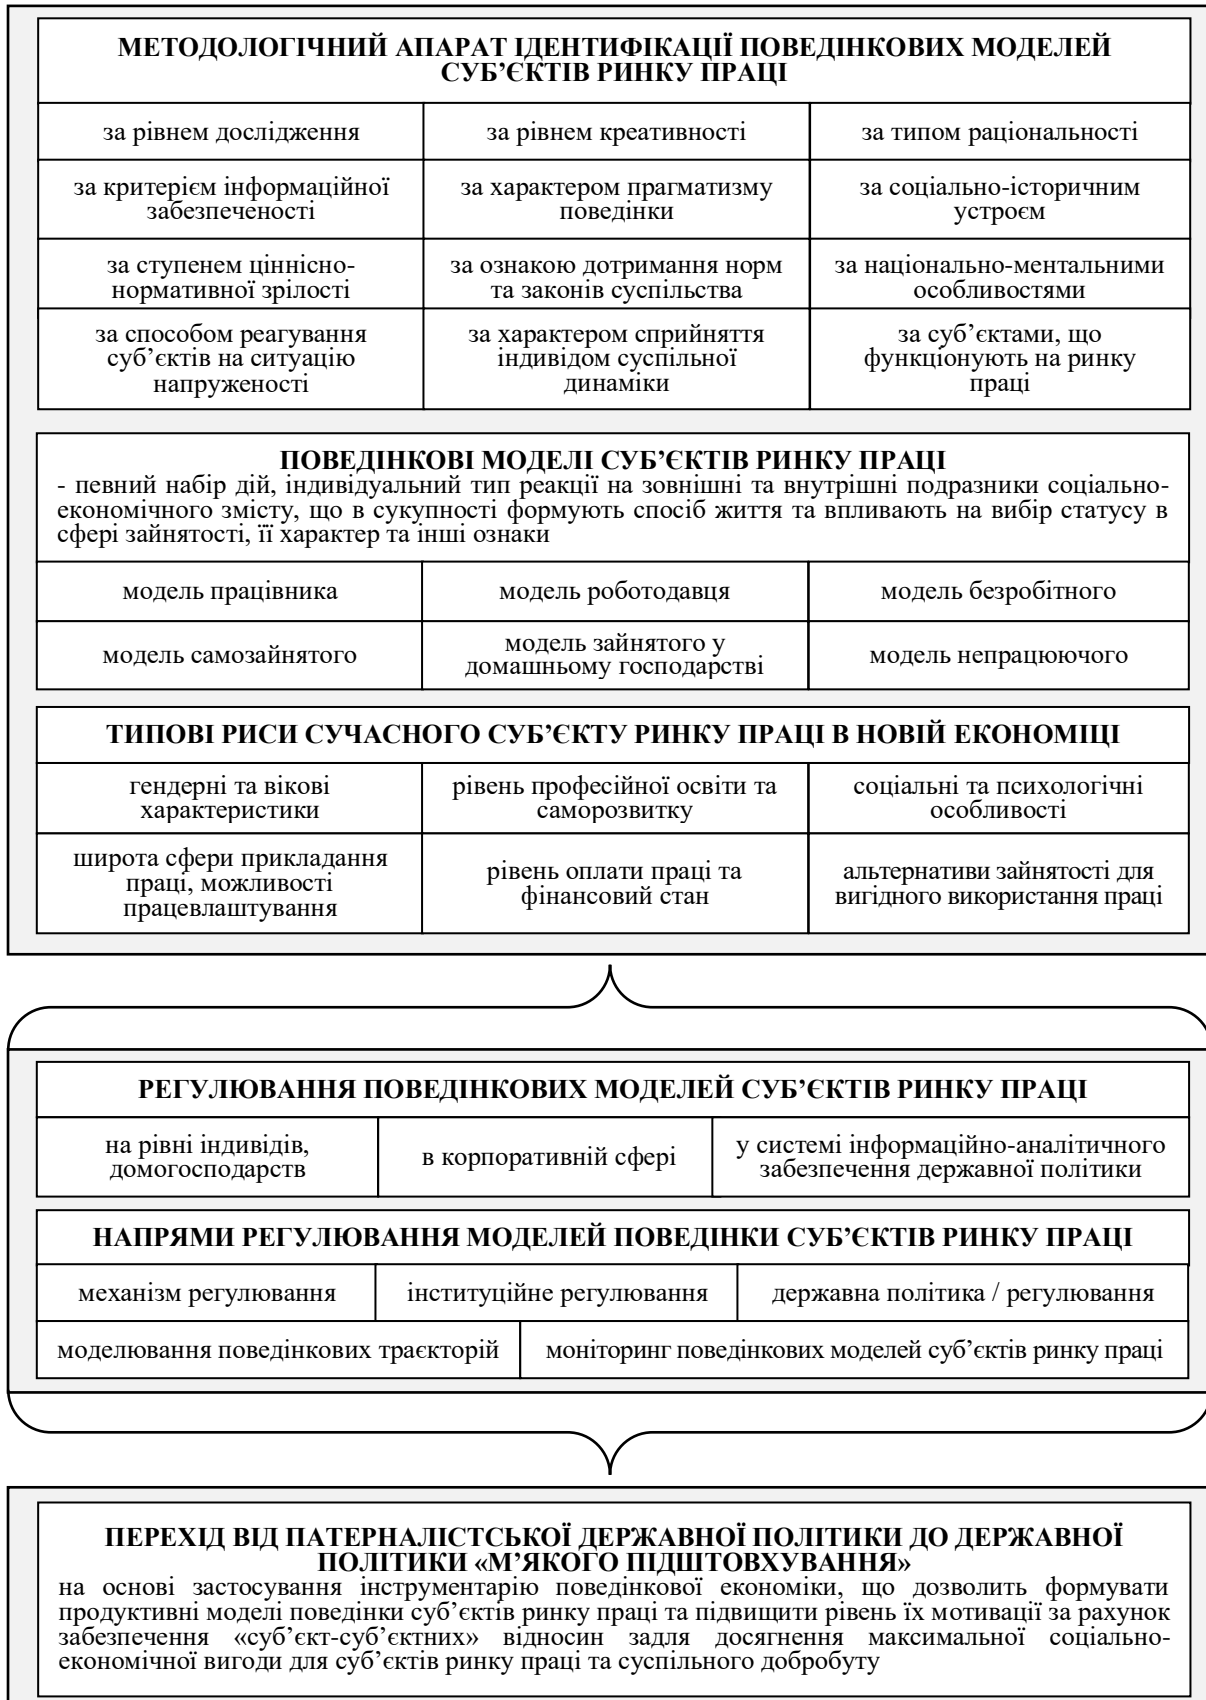 МЕТОДОЛОГІЧНИЙ АПАРАТ ІДЕНТИФІКАЦІЇ ПОВЕДІНКОВИХ МОДЕЛЕЙ
СУБ’ЄКТІВ РИНКУ ПРАЦІ
за рівнем дослідження
за рівнем креативності
за типом раціональності
за критерієм інформаційної
забезпеченості
за характером прагматизму
поведінки
за соціально-історичним
устроєм
за ступенем ціннісно-
нормативної зрілості
за ознакою дотримання норм
та законів суспільства
за національно-ментальними
особливостями
за способом реагування
суб’єктів на ситуацію
напруженості
за характером сприйняття
індивідом суспільної
динаміки
за суб’єктами, що
функціонують на ринку
праці
ПОВЕДІНКОВІ МОДЕЛІ СУБ’ЄКТІВ РИНКУ ПРАЦІ
- певний набір дій, індивідуальний тип реакції на зовнішні та внутрішні подразники соціально-
економічного змісту, що в сукупності формують спосіб життя та впливають на вибір статусу в
сфері зайнятості, її характер та інші ознаки
модель працівника
модель роботодавця
модель безробітного
модель самозайнятого
модель зайнятого у
домашньому господарстві
модель непрацюючого
ТИПОВІ РИСИ СУЧАСНОГО СУБ’ЄКТУ РИНКУ ПРАЦІ В НОВІЙ ЕКОНОМІЦІ
гендерні та вікові
характеристики
рівень професійної освіти та
саморозвитку
соціальні та психологічні
особливості
широта сфери прикладання
праці, можливості
працевлаштування
рівень оплати праці та
фінансовий стан
альтернативи зайнятості для
вигідного використання праці
РЕГУЛЮВАННЯ ПОВЕДІНКОВИХ МОДЕЛЕЙ СУБ’ЄКТІВ РИНКУ ПРАЦІ
на рівні індивідів,
домогосподарств
в корпоративній сфері
у системі інформаційно-аналітичного
забезпечення державної політики
НАПРЯМИ РЕГУЛЮВАННЯ МОДЕЛЕЙ ПОВЕДІНКИ СУБ’ЄКТІВ РИНКУ ПРАЦІ
механізм регулювання
інституційне регулювання
державна політика / регулювання
моделювання поведінкових траєкторій
моніторинг поведінкових моделей суб’єктів ринку праці
ПЕРЕХІД ВІД ПАТЕРНАЛІСТСЬКОЇ ДЕРЖАВНОЇ ПОЛІТИКИ ДО ДЕРЖАВНОЇ
ПОЛІТИКИ «М’ЯКОГО ПІДШТОВХУВАННЯ»
на основі застосування інструментарію поведінкової економіки, що дозволить формувати
продуктивні моделі поведінки суб’єктів ринку праці та підвищити рівень їх мотивації за рахунок
забезпечення «суб’єкт-суб’єктних» відносин задля досягнення максимальної соціально-
економічної вигоди для суб’єктів ринку праці та суспільного добробуту